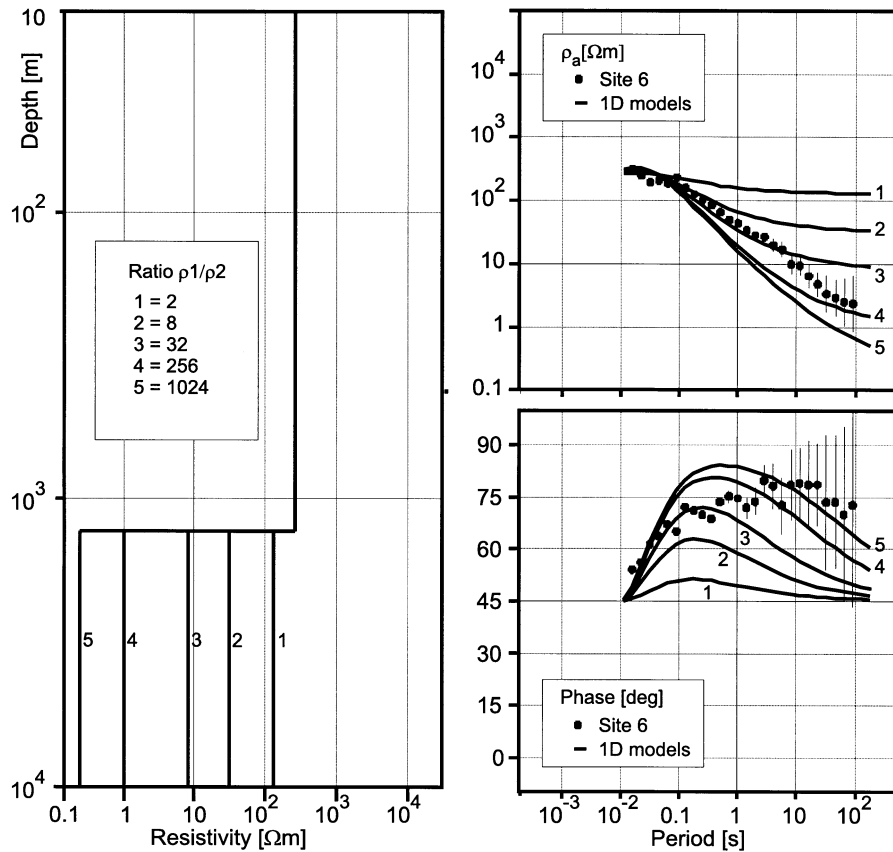 10
10²
10³
10⁴
Depth [m]
Ratio ρ1/ρ2
1 = 2
2 = 8
3 = 32
4 = 256
5 = 1024
5
4
3
2
1
0.1
1
10
10²
10³
10⁴
Resistivity [Ωm]
10⁴
10³
10²
10
1
0.1
ρa[Ωm]
Site 6
1D models
1
2
3
4
5
90
75
60
45
30
15
0
3
2
1
5
4
Phase [deg]
Site 6
1D models
10⁻³
10⁻²
0.1
1
10
10²
Period [s]